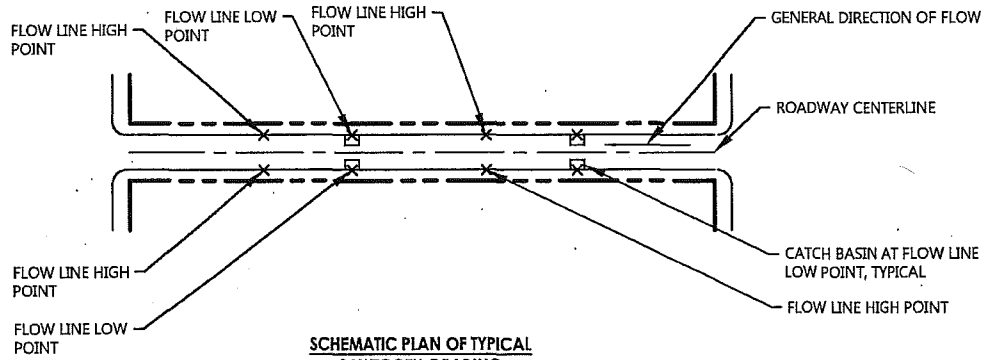 FLOW LINE HIGH
POINT
FLOW LINE LOW
POINT
FLOW LINE HIGH
POINT
GENERAL DIRECTION OF FLOW
ROADWAY CENTERLINE
FLOW LINE HIGH
POINT
FLOW LINE LOW
POINT
CATCH BASIN AT FLOW LINE
LOW POINT, TYPICAL
FLOW LINE HIGH POINT
SCHEMATIC PLAN OF TYPICAL